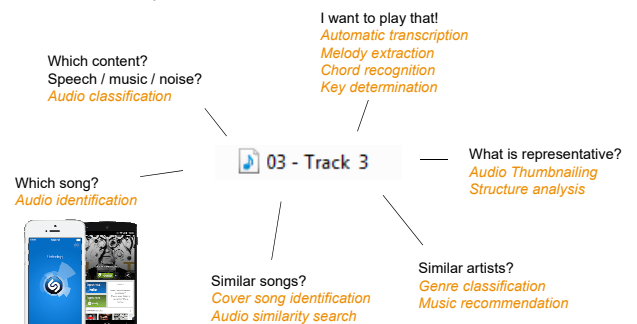 I want to play that!
Automatic transcription
Melody extraction
Chord recognition
Key determination
Which content?
Speech / music / noise?
Audio classification
03 - Track 3
What is representative?
Audio Thumbnailing
Structure analysis
Which song?
Audio identification
Similar songs?
Cover song identification
Audio similarity search
Similar artists?
Genre classification
Music recommendation